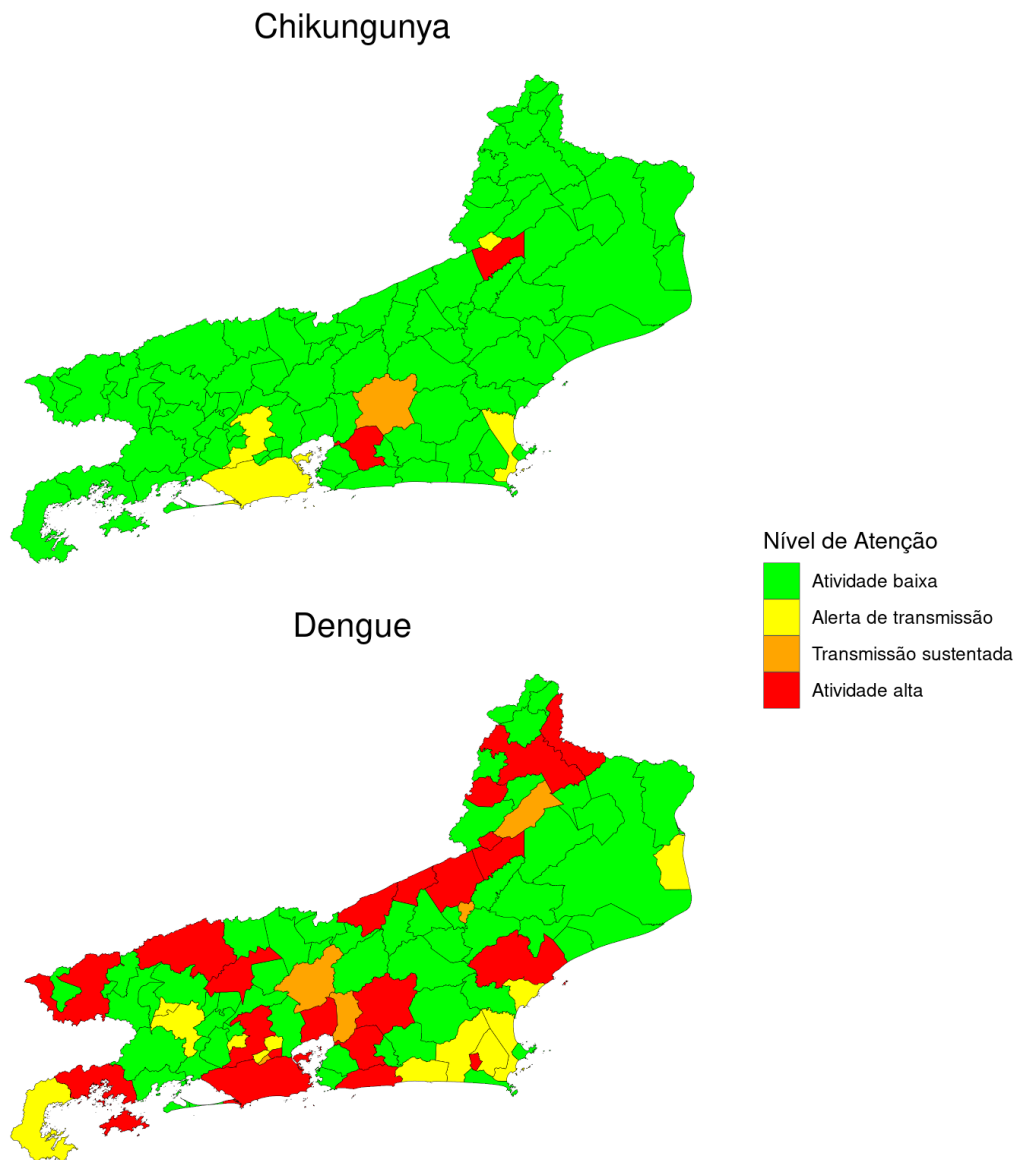 Chikungunya
Nível de Atenção
Atividade baixa
Alerta de transmissão
Transmissão sustentada
Atividade alta
Dengue